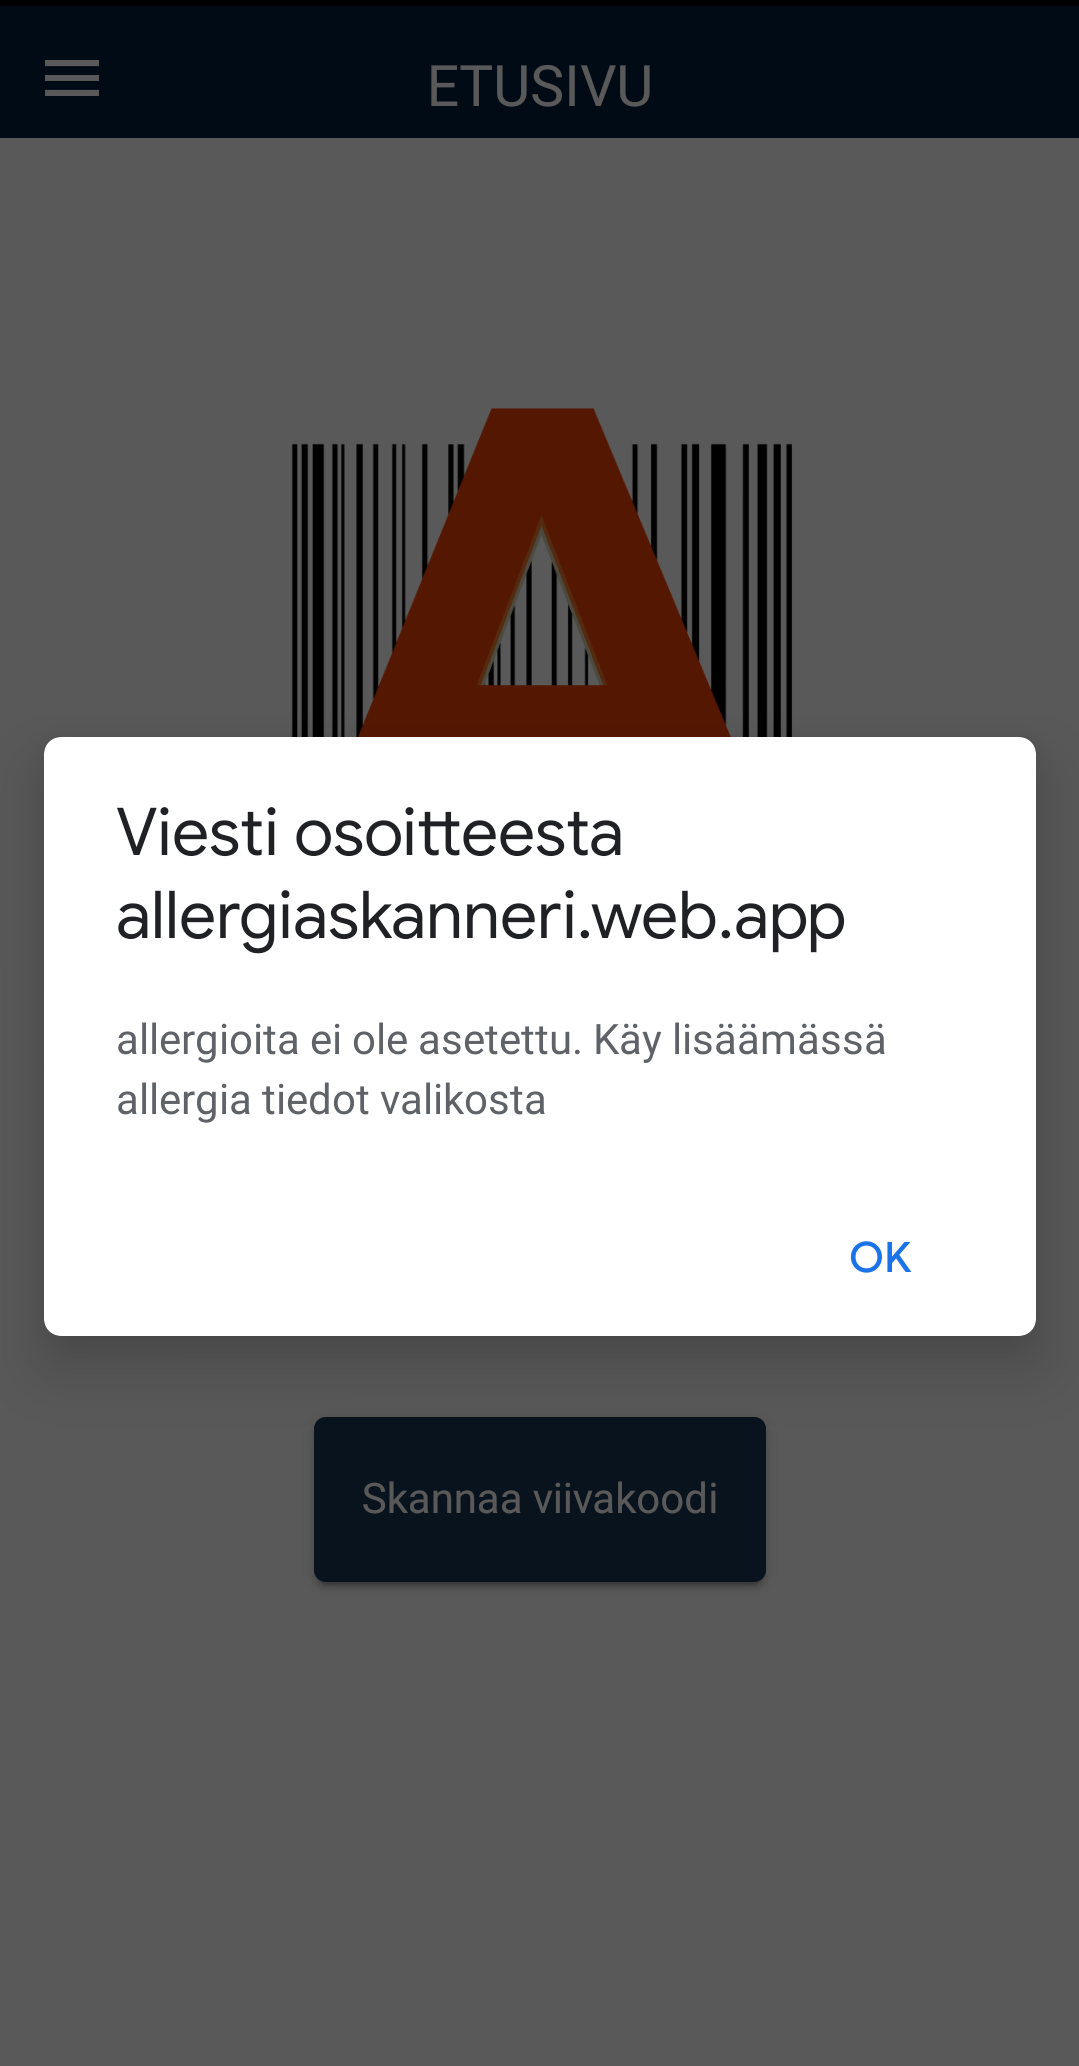 ETUSIVU
A
Viesti osoitteesta
allergiaskanneri.web.app
allergioita ei ole asetettu. Käy lisäämässä
allergia tiedot valikosta
OK
Skannaa viivakoodi